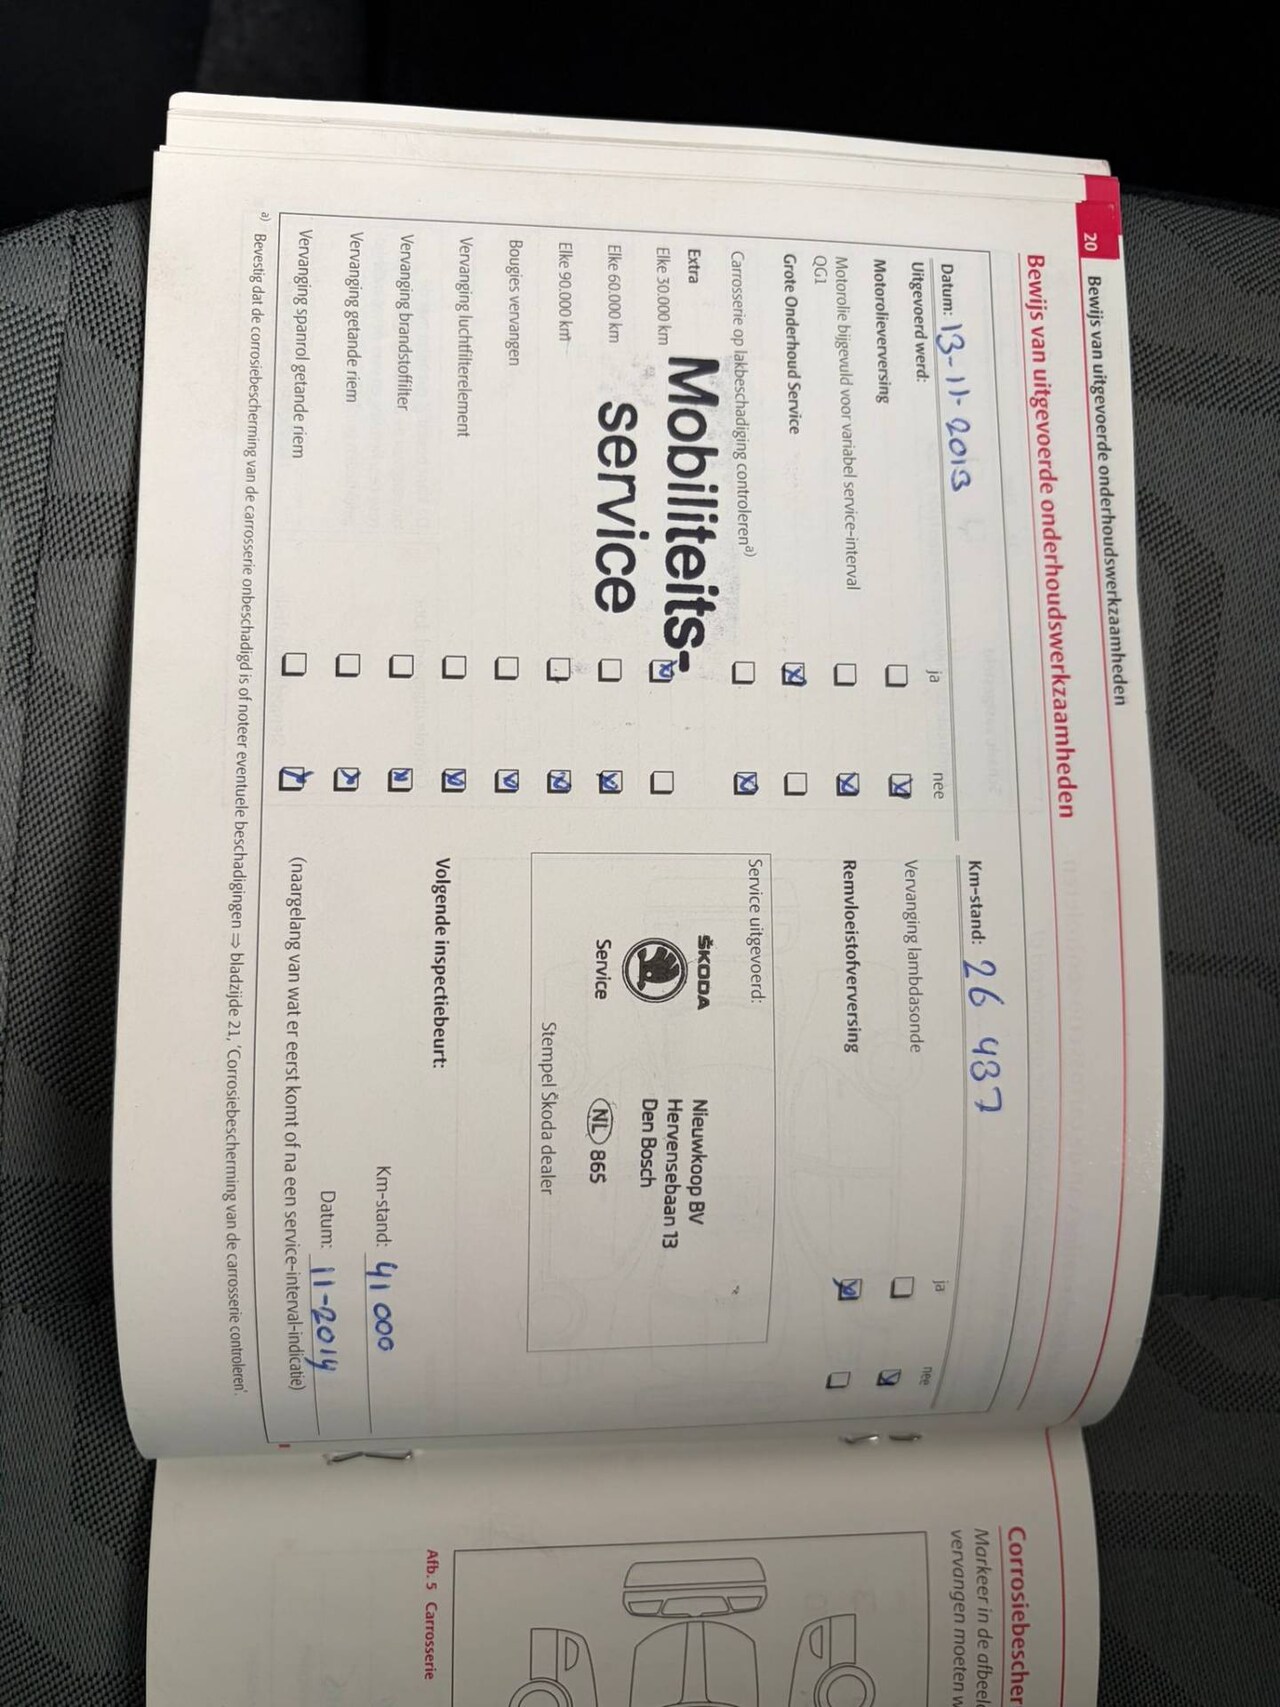 20 Bewijs van uitgevoerde onderhoudswerkzaamheden
Bewijs van uitgevoerde onderhoudswerkzaamheden
Datum: 13-11-2013
Km-stand: 26 437
Uitgevoerd werd:
ja
nee
Motorolieverversing
Motorolie bijgevuld voor variabel service-interval
QG1
Grote Onderhoud Service
Carrosserie op lakbeschadiging controleren a)
Extra
Elke 30.000 km
Elke 60.000 km
Elke 90.000 km
Mobiliteits-
service
Bougies vervangen
Vervanging luchtfilterelement
Vervanging brandstoffilter
Vervanging getande riem
Vervanging spanrol getande riem
ja
nee
Vervanging lambdasonde
Remvloeistofverversing
Service uitgevoerd:
ŠKODA
Service
Nieuwkoop BV
Hervensebaan 13
Den Bosch
NL 865
Stempel Škoda dealer
Volgende inspectiebeurt:
Km-stand: 41 000
Datum: 11-2014
(naargelang van wat er eerst komt of na een service-interval-indicatie)
a) Bevestig dat de corrosiebescherming van de carrosserie onbeschadigd is of noteer eventuele beschadigingen ⇒ bladzijde 21, 'Corrosiebescherming van de carrosserie controleren'.
Corrosiebescher
Markeer in de afbeel
vervangen moeten w
Afb. 5 Carrosserie